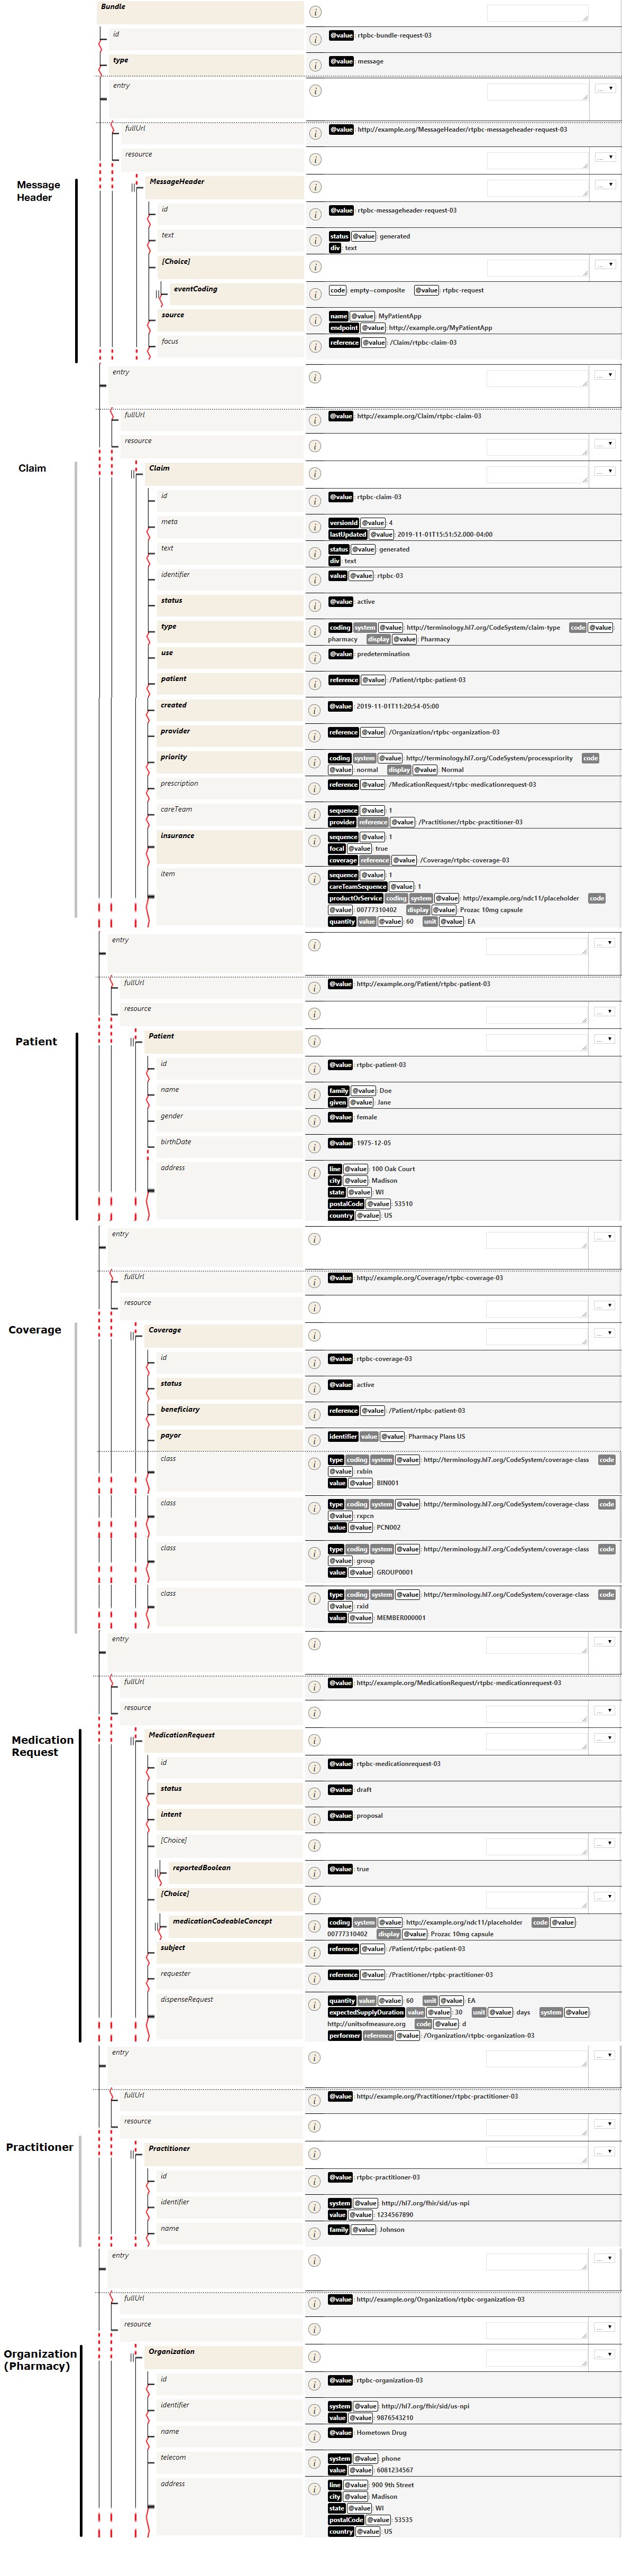 Bundle
id
@value: rtpbc-bundle-request-03
type
@value: message
entry
... ▼
fullUrl
@value: http://example.org/MessageHeader/rtpbc-messageheader-request-03
resource
... ▼
Message
Header
MessageHeader
... ▼
id
@value: rtpbc-messageheader-request-03
text
status @value: generated
div: text
[Choice]
... ▼
eventCoding
code: empty-composite @value: rtpbc-request
source
name @value: MyPatientApp
endpoint @value: http://example.org/MyPatientApp
focus
reference @value: /Claim/rtpbc-claim-03
entry
... ▼
fullUrl
@value: http://example.org/Claim/rtpbc-claim-03
resource
... ▼
Claim
Claim
... ▼
id
@value: rtpbc-claim-03
meta
versionId @value: 4
lastUpdated @value: 2019-11-01T15:51:52.000-04:00
text
status @value: generated
div: text
identifier
value @value: rtpbc-03
status
@value: active
type
coding system @value: http://terminology.hl7.org/CodeSystem/claim-type code @value:
pharmacy display @value: Pharmacy
use
@value: predetermination
patient
reference @value: /Patient/rtpbc-patient-03
created
@value: 2019-11-01T11:20:54-05:00
provider
reference @value: /Organization/rtpbc-organization-03
priority
coding system @value: http://terminology.hl7.org/CodeSystem/processpriority code
@value: normal display @value: Normal
prescription
reference @value: /MedicationRequest/rtpbc-medicationrequest-03
careTeam
sequence @value: 1
provider reference @value: /Practitioner/rtpbc-practitioner-03
insurance
sequence @value: 1
focal @value: true
coverage reference @value: /Coverage/rtpbc-coverage-03
item
sequence @value: 1
careTeamSequence @value: 1
productOrService coding system @value: http://example.org/ndc11/placeholder code
@value: 00777310402 display @value: Prozac 10mg capsule
quantity value @value: 60 unit @value: EA
entry
... ▼
fullUrl
@value: http://example.org/Patient/rtpbc-patient-03
resource
... ▼
Patient
Patient
... ▼
id
@value: rtpbc-patient-03
name
family @value: Doe
given @value: Jane
gender
@value: female
birthDate
@value: 1975-12-05
address
line @value: 100 Oak Court
city @value: Madison
state @value: WI
postalCode @value: 53510
country @value: US
entry
... ▼
fullUrl
@value: http://example.org/Coverage/rtpbc-coverage-03
resource
... ▼
Coverage
Coverage
... ▼
id
@value: rtpbc-coverage-03
status
@value: active
beneficiary
reference @value: /Patient/rtpbc-patient-03
payor
identifier value @value: Pharmacy Plans US
class
type coding system @value: http://terminology.hl7.org/CodeSystem/coverage-class code
@value: rxbin
value @value: BIN001
class
type coding system @value: http://terminology.hl7.org/CodeSystem/coverage-class code
@value: rxpcn
value @value: PCN002
class
type coding system @value: http://terminology.hl7.org/CodeSystem/coverage-class code
@value: group
value @value: GROUP0001
class
type coding system @value: http://terminology.hl7.org/CodeSystem/coverage-class code
@value: rxid
value @value: MEMBER000001
entry
... ▼
fullUrl
@value: http://example.org/MedicationRequest/rtpbc-medicationrequest-03
resource
... ▼
Medication
Request
MedicationRequest
... ▼
id
@value: rtpbc-medicationrequest-03
status
@value: draft
intent
@value: proposal
[Choice]
... ▼
reportedBoolean
@value: true
[Choice]
... ▼
medicationCodeableConcept
coding system @value: http://example.org/ndc11/placeholder code @value:
00777310402 display @value: Prozac 10mg capsule
subject
reference @value: /Patient/rtpbc-patient-03
requester
reference @value: /Practitioner/rtpbc-practitioner-03
dispenseRequest
quantity value @value: 60 unit @value: EA
expectedSupplyDuration value @value: 30 unit @value: days system @value:
http://unitsofmeasure.org code @value: d
performer reference @value: /Organization/rtpbc-organization-03
entry
... ▼
fullUrl
@value: http://example.org/Practitioner/rtpbc-practitioner-03
resource
... ▼
Practitioner
Practitioner
... ▼
id
@value: rtpbc-practitioner-03
identifier
system @value: http://hl7.org/fhir/sid/us-npi
value @value: 1234567890
name
family @value: Johnson
entry
... ▼
fullUrl
@value: http://example.org/Organization/rtpbc-organization-03
resource
... ▼
Organization
(Pharmacy)
Organization
... ▼
id
@value: rtpbc-organization-03
identifier
system @value: http://hl7.org/fhir/sid/us-npi
value @value: 9876543210
name
@value: Hometown Drug
telecom
system @value: phone
value @value: 6081234567
address
line @value: 900 9th Street
city @value: Madison
state @value: WI
postalCode @value: 53535
country @value: US